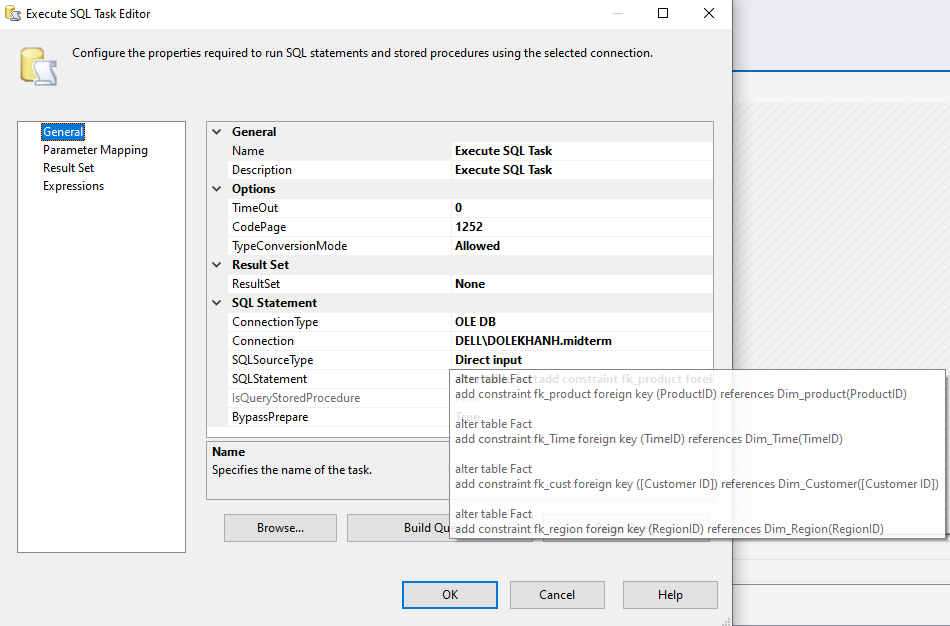 Execute SQL Task Editor
Configure the properties required to run SQL statements and stored procedures using the selected connection.
General
Parameter Mapping
Result Set
Expressions
General
Name Execute SQL Task
Description Execute SQL Task
Options
TimeOut 0
CodePage 1252
TypeConversionMode Allowed
Result Set
ResultSet None
SQL Statement
ConnectionType OLE DB
Connection DELL\DOLEKHANH.midterm
SQLSourceType Direct input
SQLStatement
IsQueryStoredProcedure
BypassPrepare True
alter table Fact
add constraint fk_product foreign key (ProductID) references Dim_product(ProductID)
alter table Fact
add constraint fk_Time foreign key (TimeID) references Dim_Time(TimeID)
alter table Fact
add constraint fk_cust foreign key ([Customer ID]) references Dim_Customer([Customer ID])
alter table Fact
add constraint fk_region foreign key (RegionID) references Dim_Region(RegionID)
Name
Specifies the name of the task.
Browse... Build Qu
OK Cancel Help